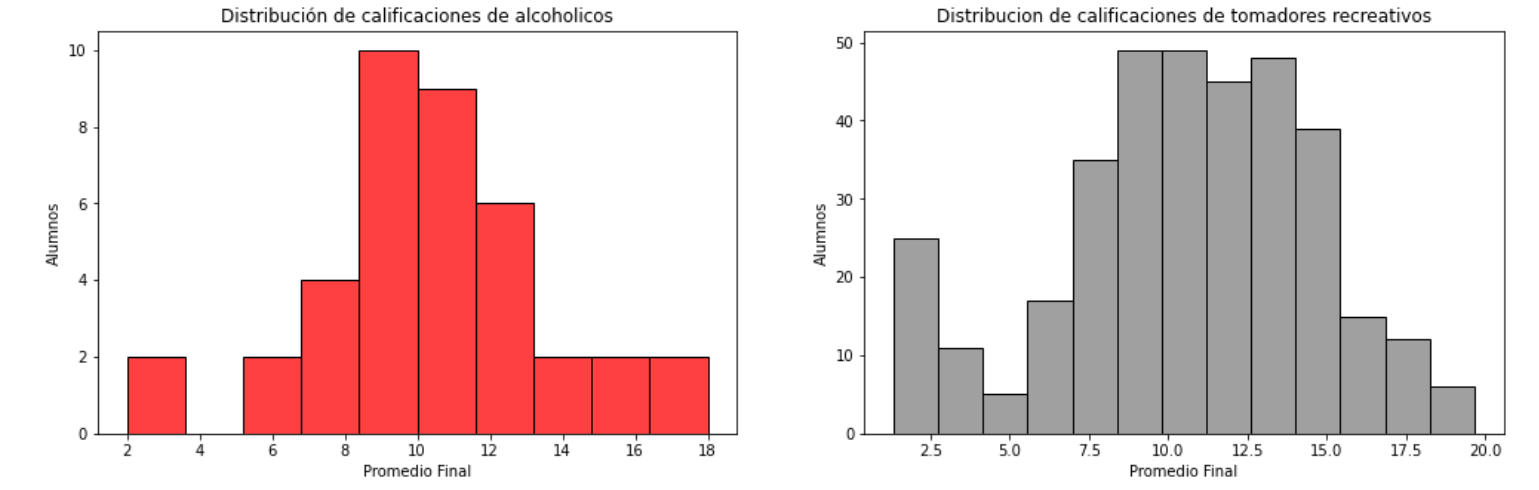 Distribución de calificaciones de alcoholicos
10
8
6
4
2
0
Alumnos
2 4 6 8 10 12 14 16 18
Promedio Final
Distribucion de calificaciones de tomadores recreativos
50
40
30
20
10
0
Alumnos
2.5 5.0 7.5 10.0 12.5 15.0 17.5 20.0
Promedio Final